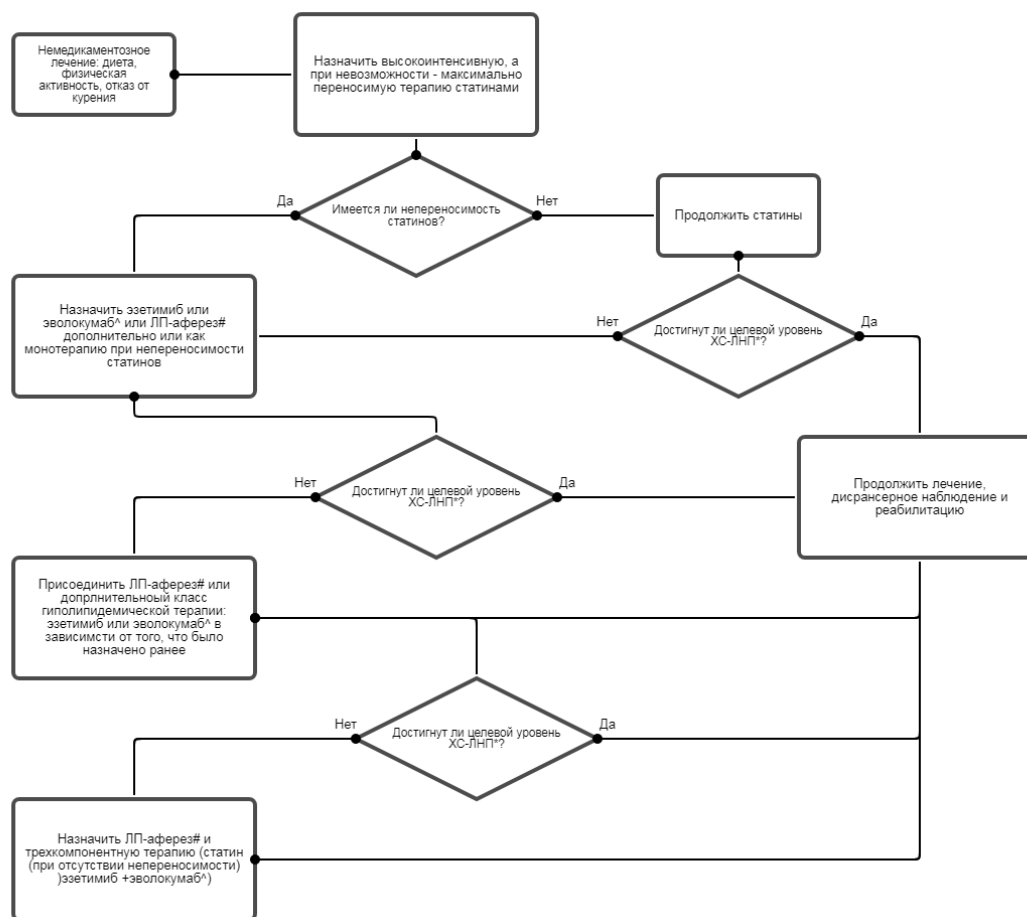 Немедикаментозное
лечение: диета,
физическая
активность, отказ от
курения
Назначить высокоинтенсивную, а
при невозможности - максимально
переносимую терапию статинами
Да
Имеется ли непереносимость
статинов?
Нет
Продолжить статины
Назначить эзетимиб или
эволокумаб^ или ЛП-аферез#
дополнительно или как
монотерапию при непереносимости
статинов
Нет
Достигнут ли целевой уровень
ХС-ЛНП*?
Да
Нет
Достигнут ли целевой уровень
ХС-ЛНП*?
Да
Продолжить лечение,
дисрансерное наблюдение и
реабилитацию
Присоединить ЛП-аферез# или
допрлнительноый класс
гиполипидемической терапии:
эзетимиб или эволокумаб^ в
зависимсти от того, что было
назначено ранее
Нет
Достигнут ли целевой уровень
ХС-ЛНП*?
Да
Назначить ЛП-аферез# и
трехкомпонентную терапию (статин
(при отсутствии непереносимости)
)эзетимиб +эволокумаб^)